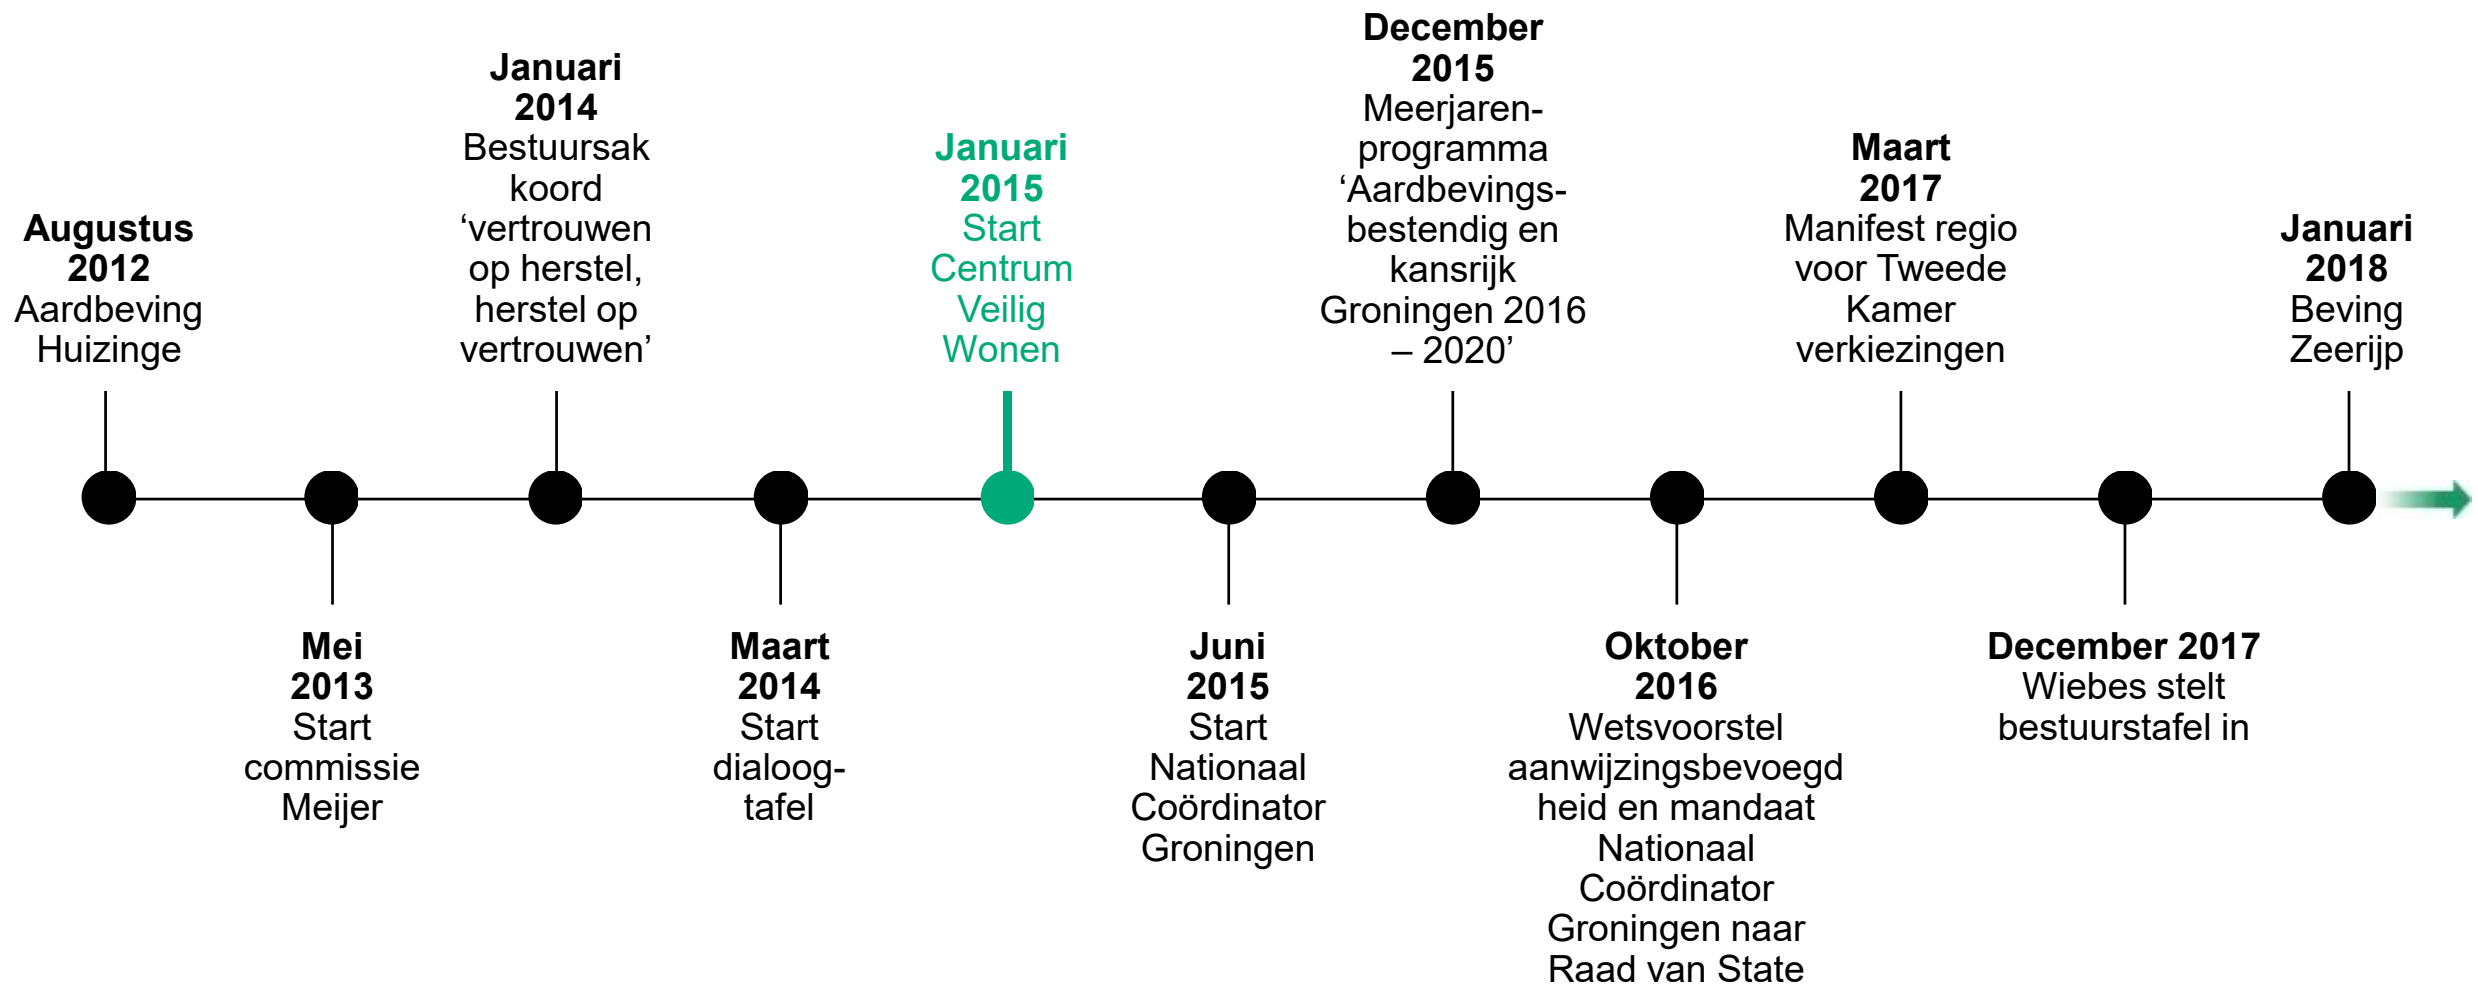 Augustus
2012
Aardbeving
Huizinge
Mei
2013
Start
commissie
Meijer
Januari
2014
Bestuursak
koord
‘vertrouwen
op herstel,
herstel op
vertrouwen’
Maart
2014
Start
dialoog-
tafel
Januari
2015
Start
Centrum
Veilig
Wonen
Juni
2015
Start
Nationaal
Coördinator
Groningen
December
2015
Meerjaren-
programma
‘Aardbevings-
bestendig en
kansrijk
Groningen 2016
– 2020’
Oktober
2016
Wetsvoorstel
aanwijzingsbevoegd
heid en mandaat
Nationaal
Coördinator
Groningen naar
Raad van State
Maart
2017
Manifest regio
voor Tweede
Kamer
verkiezingen
December 2017
Wiebes stelt
bestuurstafel in
Januari
2018
Beving
Zeerijp